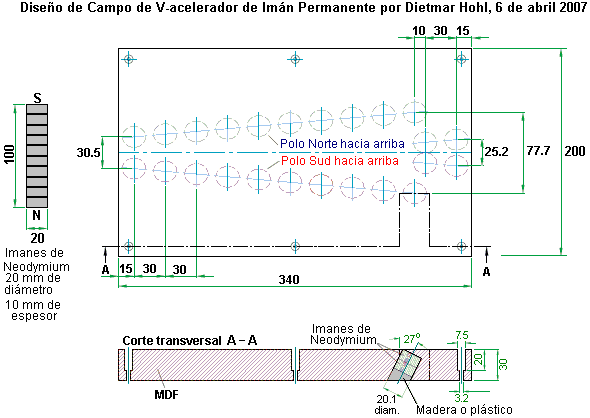 Diseño de Campo de V-acelerador de Imán Permanente por Dietmar Hohl, 6 de abril 2007
10 30 15
S
100
N
20
Imanes de
Neodymium
20 mm de
diámetro
10 mm de
espesor
30.5
Polo Norte hacia arriba
Polo Sud hacia arriba
25.2
77.7
200
A
A
15 30 30
340
Corte transversal A – A
Imanes de
Neodymium
27°
7.5
20
30
MDF
20.1
diam.
Madera o plástico
3.2